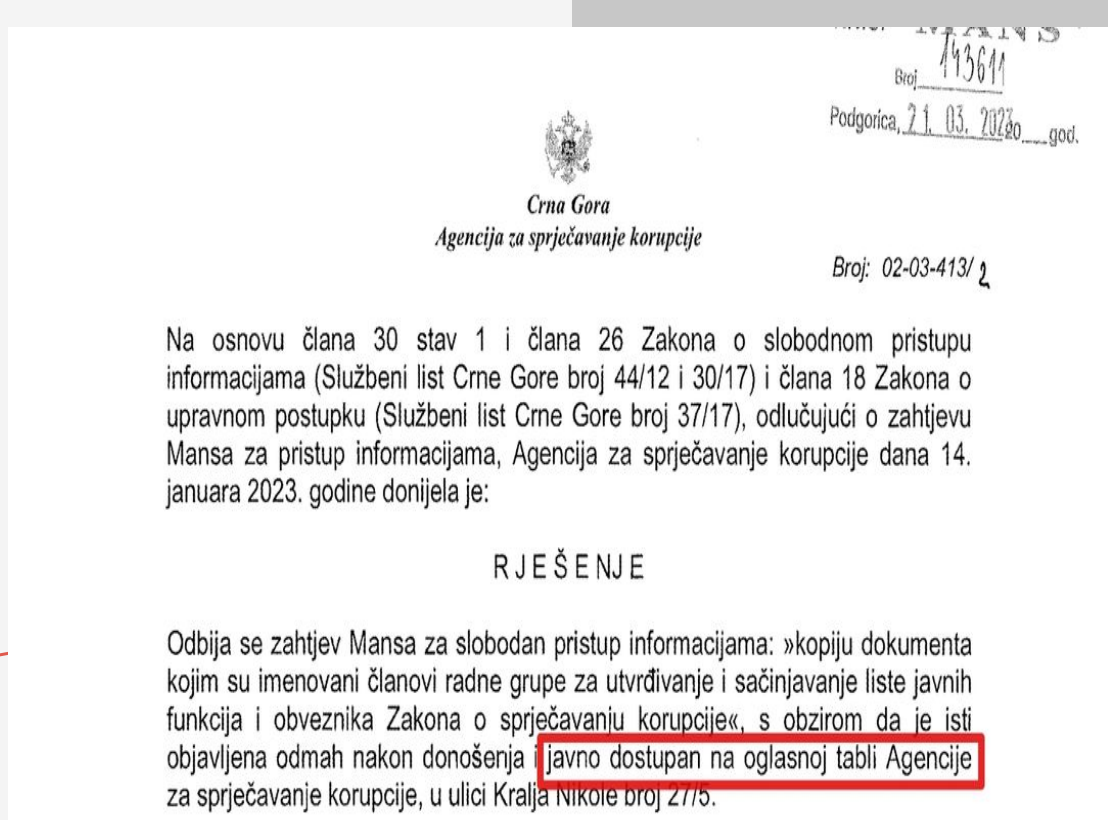 MANS
Broj 143611
Podgorica, 21. 03. 2023 20 god.
Crna Gora
Agencija za sprječavanje korupcije
Broj: 02-03-413/2
Na osnovu člana 30 stav 1 i člana 26 Zakona o slobodnom pristupu
informacijama (Službeni list Crne Gore broj 44/12 i 30/17) i člana 18 Zakona o
upravnom postupku (Službeni list Crne Gore broj 37/17), odlučujući o zahtjevu
Mansa za pristup informacijama, Agencija za sprječavanje korupcije dana 14.
januara 2023. godine donijela je:
RJEŠENJE
Odbija se zahtjev Mansa za slobodan pristup informacijama: »kopiju dokumenta
kojim su imenovani članovi radne grupe za utvrđivanje i sačinjavanje liste javnih
funkcija i obveznika Zakona o sprječavanju korupcije«, s obzirom da je isti
objavljena odmah nakon donošenja i javno dostupan na oglasnoj tabli Agencije
za sprječavanje korupcije, u ulici Kralja Nikole broj 27/5.